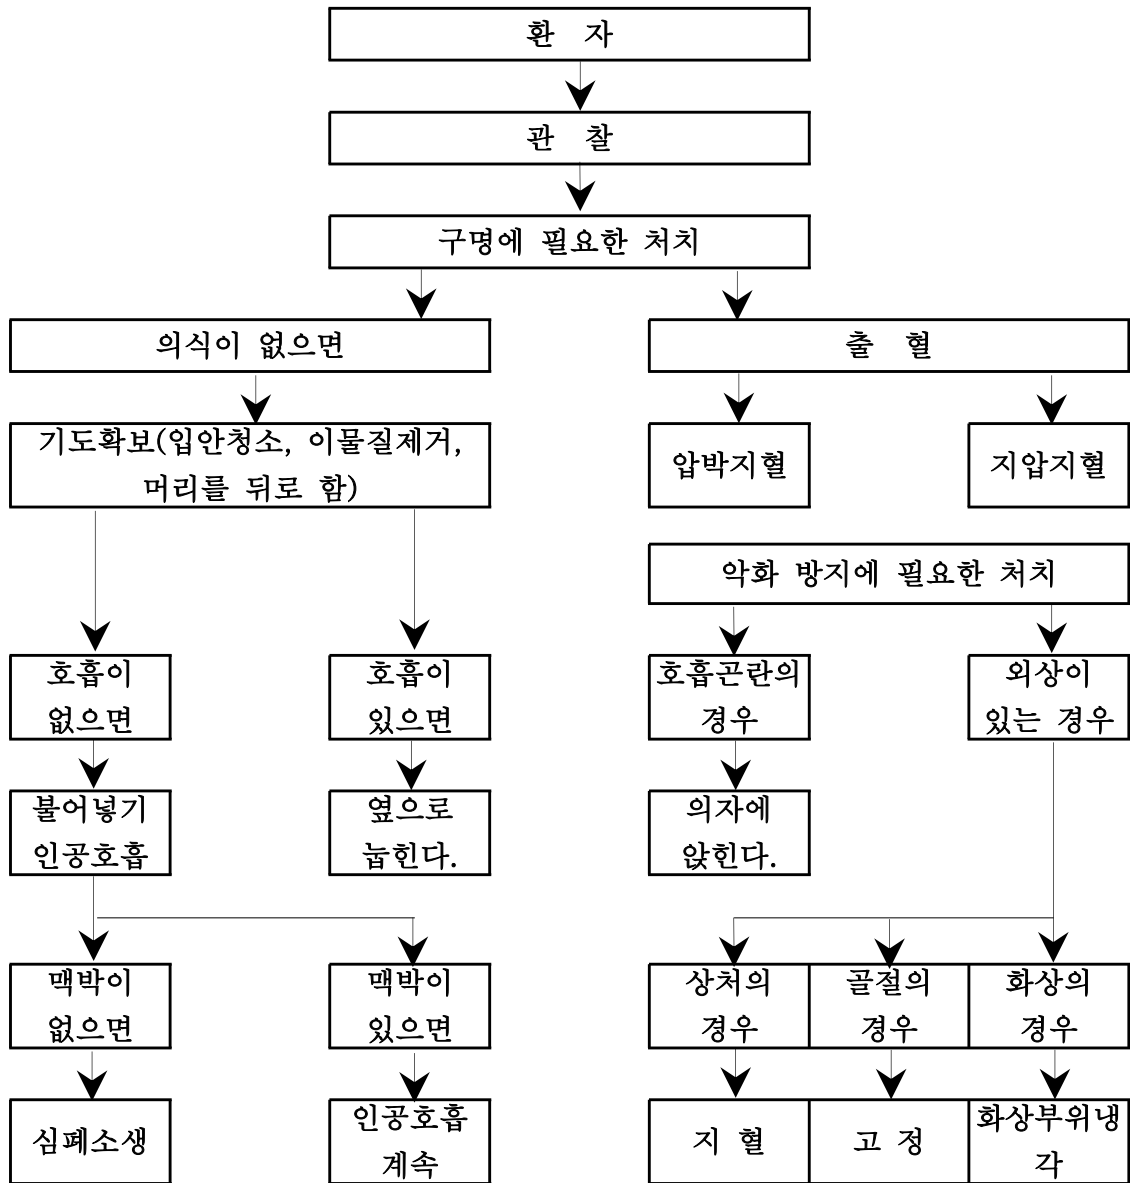 환 자
관 찰
구명에 필요한 처치
의식이 없으면
출 혈
기도확보(입안청소, 이물질제거,
머리를 뒤로 함)
압박지혈
지압지혈
악화 방지에 필요한 처치
호흡이
없으면
호흡이
있으면
호흡곤란의
경우
외상이
있는 경우
불어넣기
인공호흡
옆으로
눕힌다.
의자에
앉힌다.
맥박이
없으면
맥박이
있으면
상처의
경우
골절의
경우
화상의
경우
심폐소생
인공호흡
계속
지 혈
고 정
화상부위냉
각